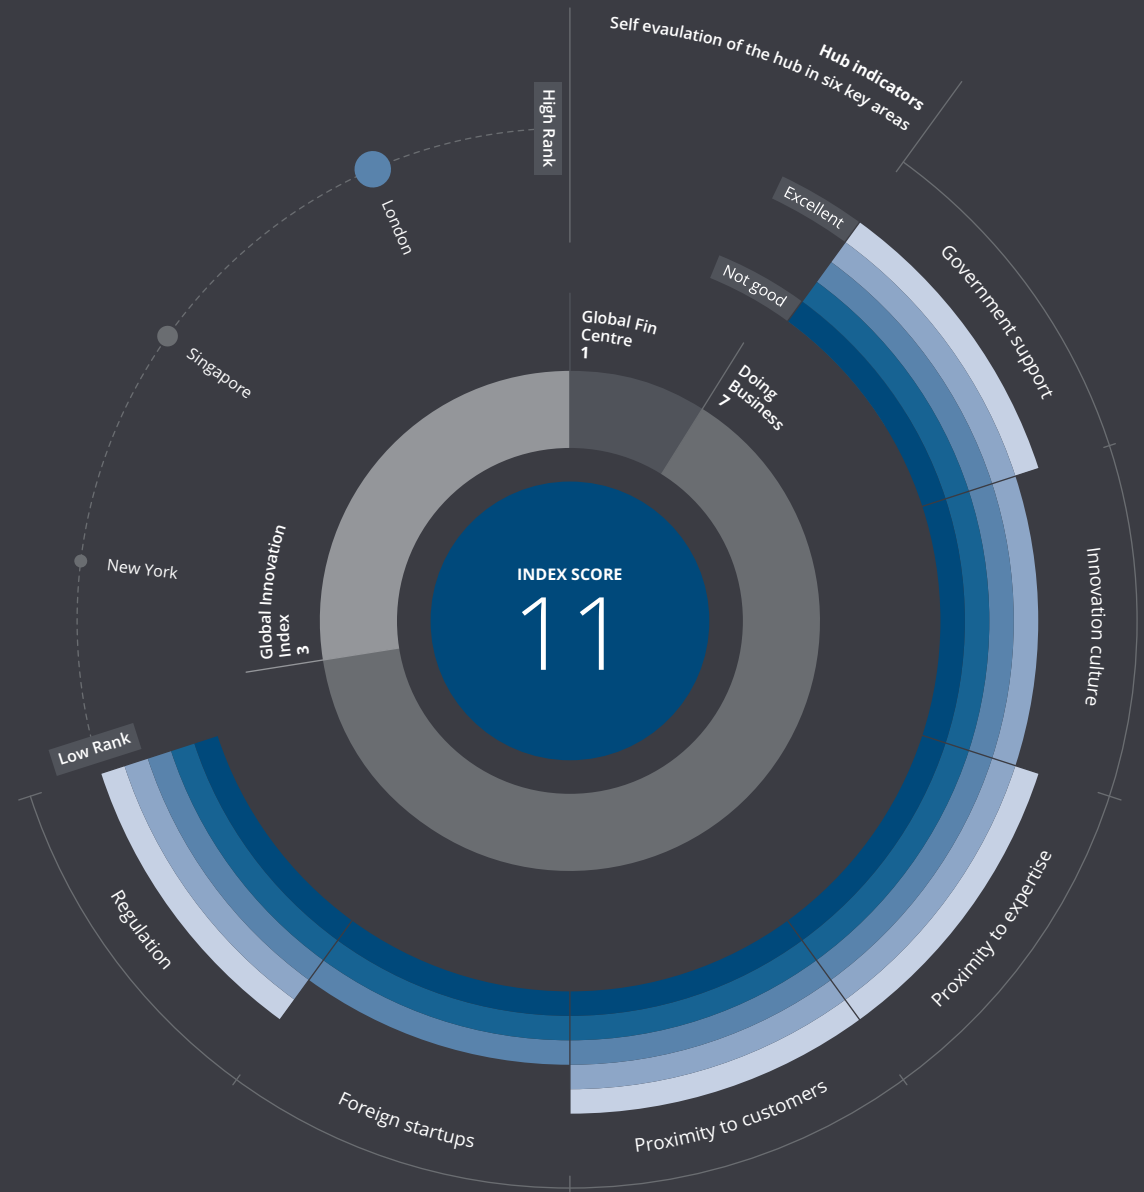 Hub indicators
Self evaulation of the hub in six key areas
High Rank
London
Singapore
New York
Low Rank
Excellent
Not good
Global Fin
Centre
1
Doing
Business
7
Global Innovation
Index
3
INDEX SCORE
11
Government support
Innovation culture
Proximity to expertise
Proximity to customers
Foreign startups
Regulation